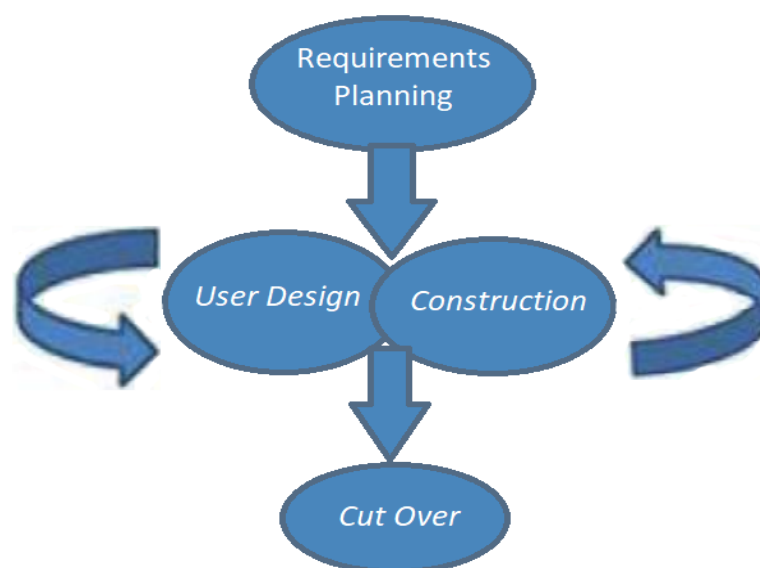 Requirements
Planning
User Design
Construction
Cut Over